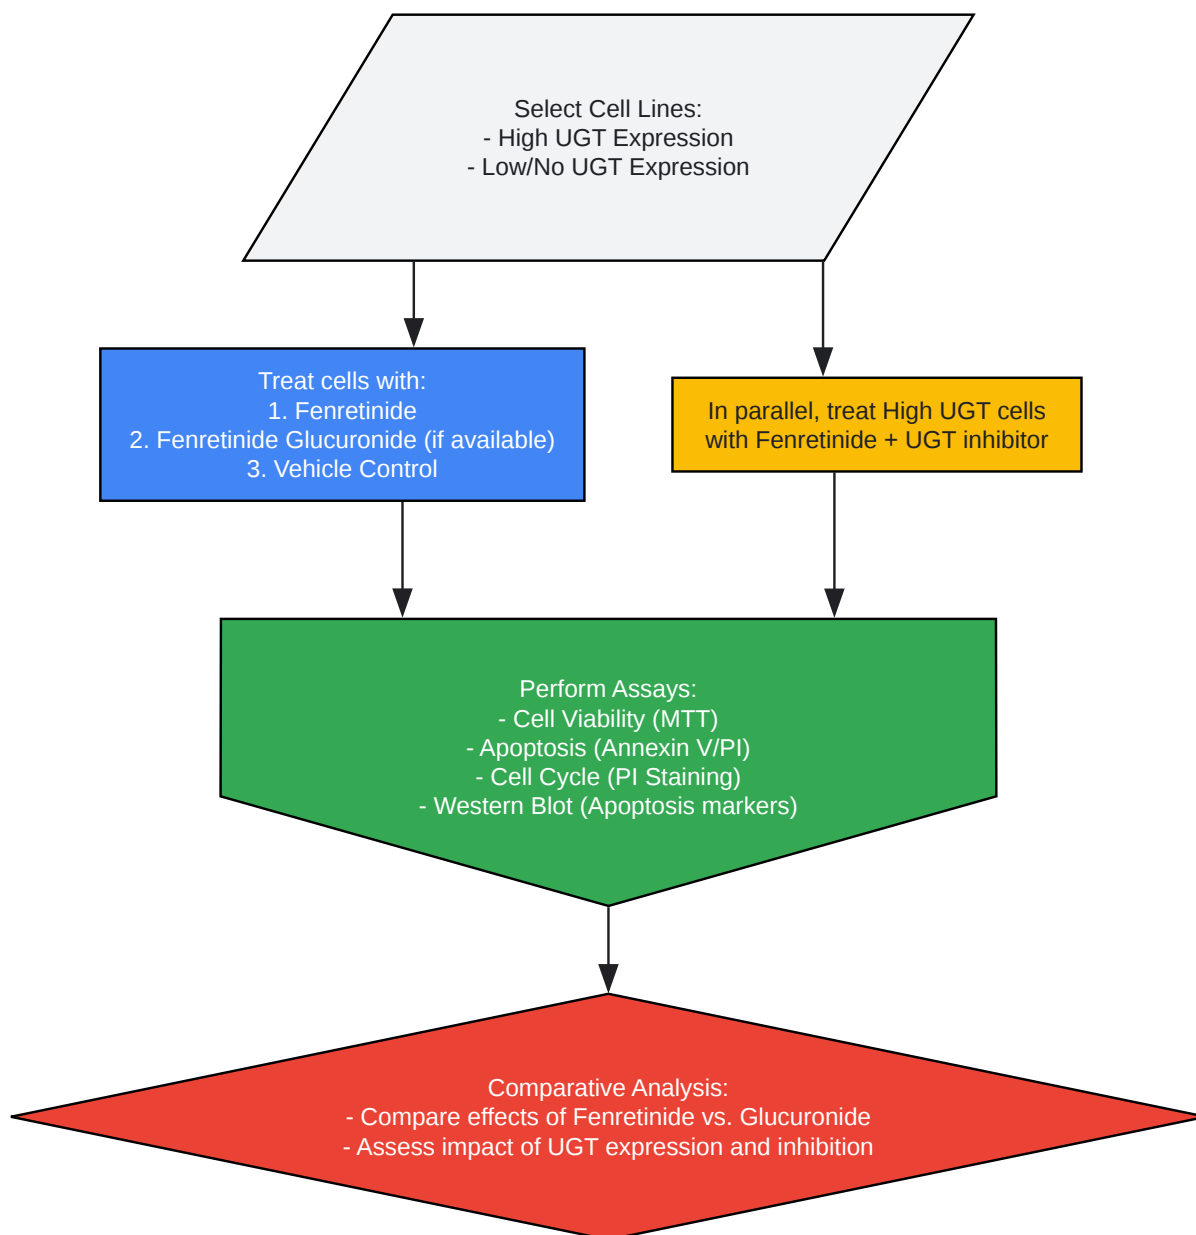 Select Cell Lines:
- High UGT Expression
- Low/No UGT Expression
Treat cells with:
1. Fenretinide
2. Fenretinide Glucuronide (if available)
3. Vehicle Control
In parallel, treat High UGT cells
with Fenretinide + UGT inhibitor
Perform Assays:
- Cell Viability (MTT)
- Apoptosis (Annexin V/PI)
- Cell Cycle (PI Staining)
- Western Blot (Apoptosis markers)
Comparative Analysis:
- Compare effects of Fenretinide vs. Glucuronide
- Assess impact of UGT expression and inhibition